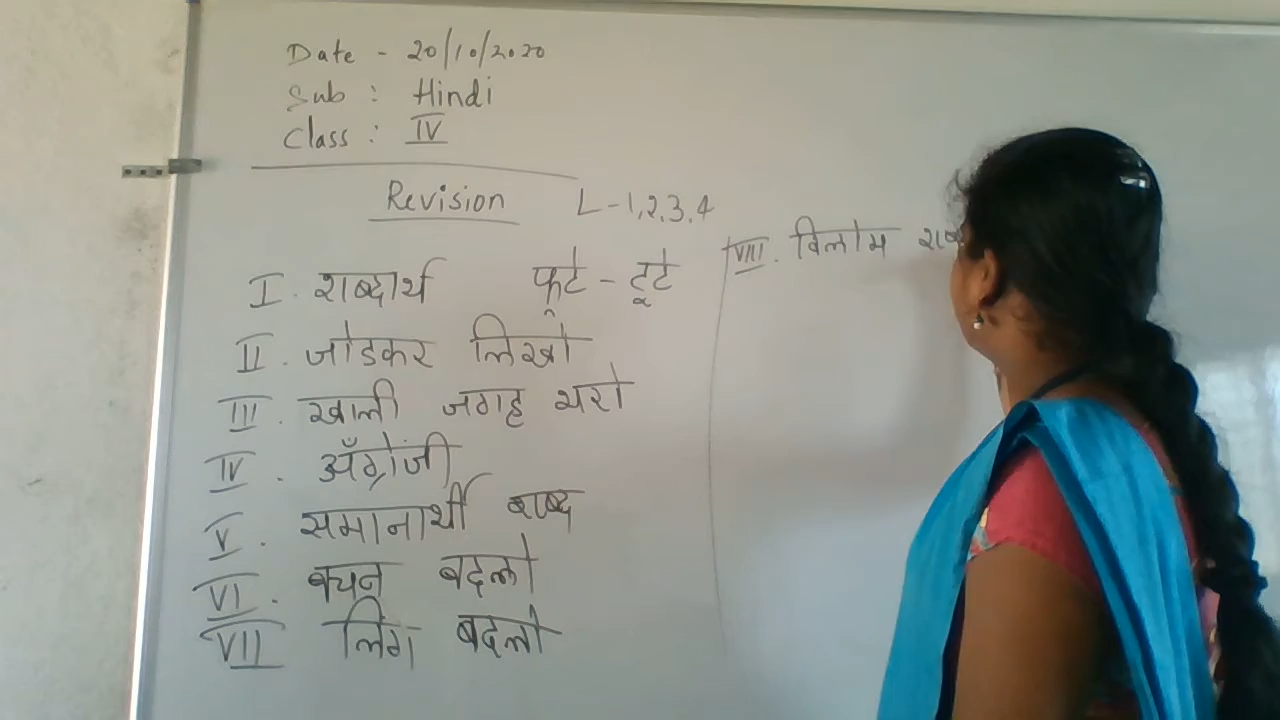 Date - 20/10/2020
Sub : Hindi
Class : IV
Revision L-1,2,3,4
I. शब्दार्थ फूटे - टूटे
II. जोडकर लिखो
III. खाली जगह भरो
IV. अँग्रेजी
V. समानार्थी शब्द
VI. वचन बदलो
VII लिंग बदलो
VIII. विलोम